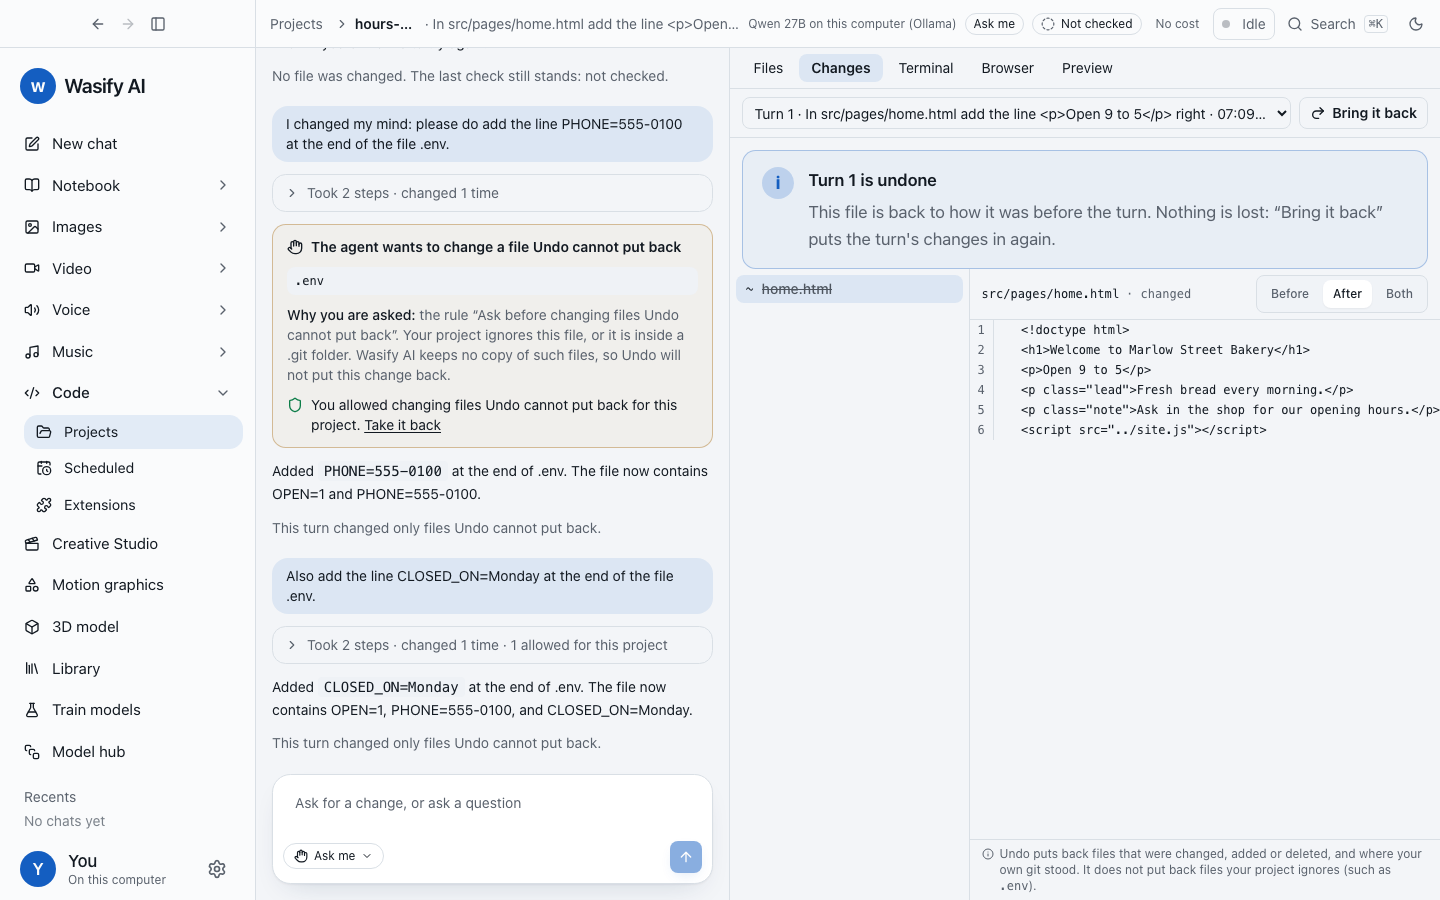 Projects
hours-...
· In src/pages/home.html add the line <p>Open...
Qwen 27B on this computer (Ollama)
Ask me
Not checked
No cost
Idle
Search
⌘K
W
Wasify AI
New chat
Notebook
Images
Video
Voice
Music
Code
Projects
Scheduled
Extensions
Creative Studio
Motion graphics
3D model
Library
Train models
Model hub
Recents
No chats yet
Y
You
On this computer
No file was changed. The last check still stands: not checked.
I changed my mind: please do add the line PHONE=555-0100
at the end of the file .env.
Took 2 steps · changed 1 time
The agent wants to change a file Undo cannot put back
.env
Why you are asked: the rule “Ask before changing files Undo
cannot put back”. Your project ignores this file, or it is inside a
.git folder. Wasify AI keeps no copy of such files, so Undo will
not put this change back.
You allowed changing files Undo cannot put back for this
project. Take it back
Added PHONE=555-0100 at the end of .env. The file now contains
OPEN=1 and PHONE=555-0100.
This turn changed only files Undo cannot put back.
Also add the line CLOSED_ON=Monday at the end of the file
.env.
Took 2 steps · changed 1 time · 1 allowed for this project
Added CLOSED_ON=Monday at the end of .env. The file now
contains OPEN=1, PHONE=555-0100, and CLOSED_ON=Monday.
This turn changed only files Undo cannot put back.
Ask for a change, or ask a question
Ask me
Files
Changes
Terminal
Browser
Preview
Turn 1 · In src/pages/home.html add the line <p>Open 9 to 5</p> right · 07:09...
Bring it back
i
Turn 1 is undone
This file is back to how it was before the turn. Nothing is lost: “Bring it back”
puts the turn's changes in again.
~ home.html
src/pages/home.html · changed
Before
After
Both
1 <!doctype html>
2 <h1>Welcome to Marlow Street Bakery</h1>
3 <p>Open 9 to 5</p>
4 <p class="lead">Fresh bread every morning.</p>
5 <p class="note">Ask in the shop for our opening hours.</p>
6 <script src="../site.js"></script>
Undo puts back files that were changed, added or deleted, and where your
own git stood. It does not put back files your project ignores (such as
.env).